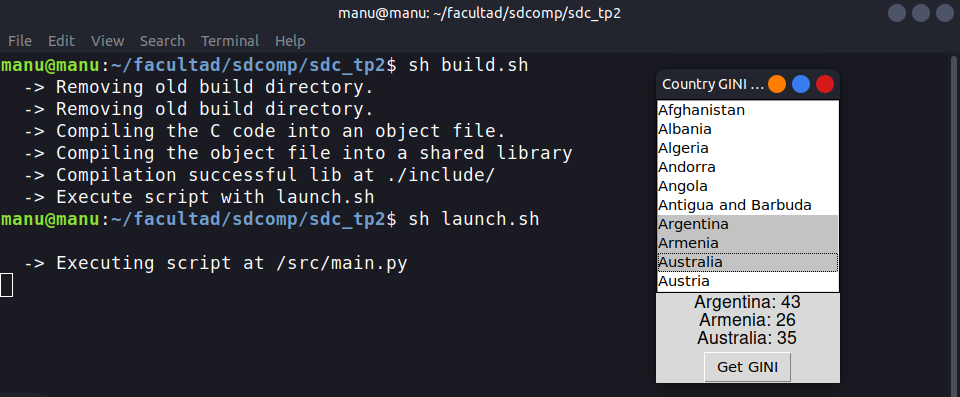 manu@manu: ~/facultad/sdcomp/sdc_tp2
File Edit View Search Terminal Help
manu@manu:~/facultad/sdcomp/sdc_tp2$ sh build.sh
-> Removing old build directory.
-> Removing old build directory.
-> Compiling the C code into an object file.
-> Compiling the object file into a shared library
-> Compilation successful lib at ./include/
-> Execute script with launch.sh
manu@manu:~/facultad/sdcomp/sdc_tp2$ sh launch.sh
-> Executing script at /src/main.py
Country GINI ...
Afghanistan
Albania
Algeria
Andorra
Angola
Antigua and Barbuda
Argentina
Armenia
Australia
Austria
Argentina: 43
Armenia: 26
Australia: 35
Get GINI